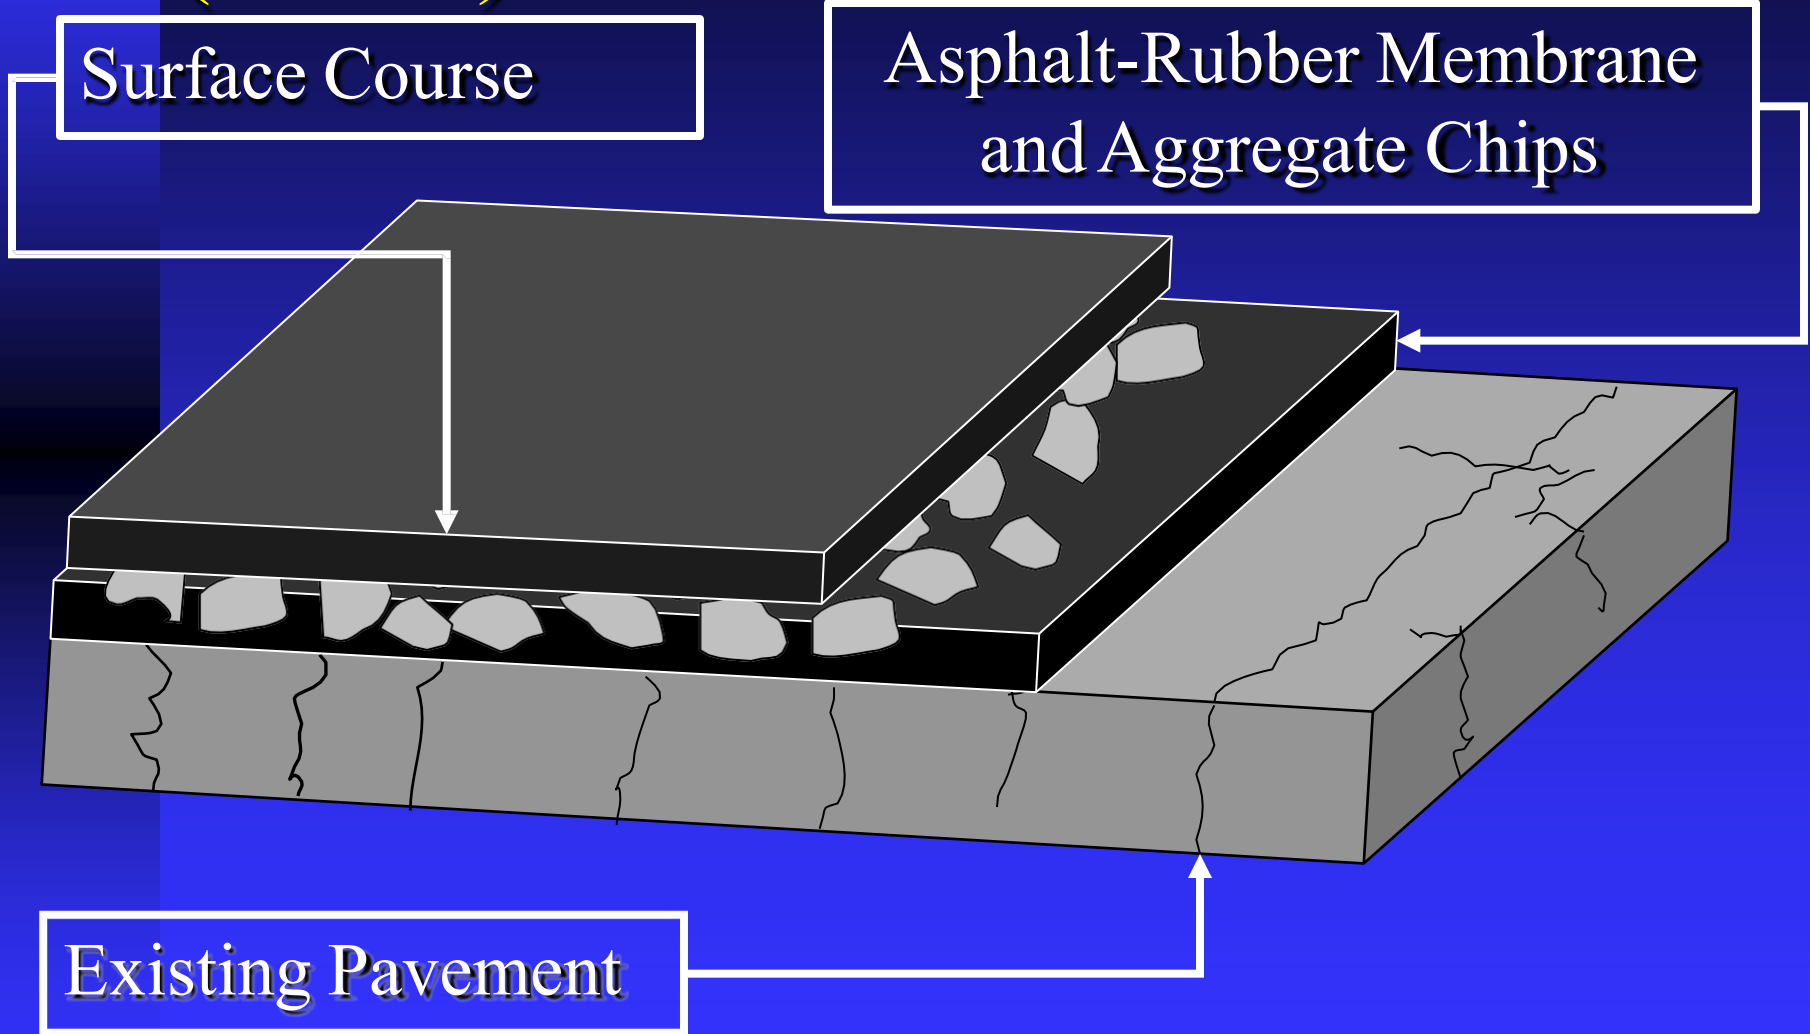 Surface Course
Asphalt-Rubber Membrane
and Aggregate Chips
Existing Pavement